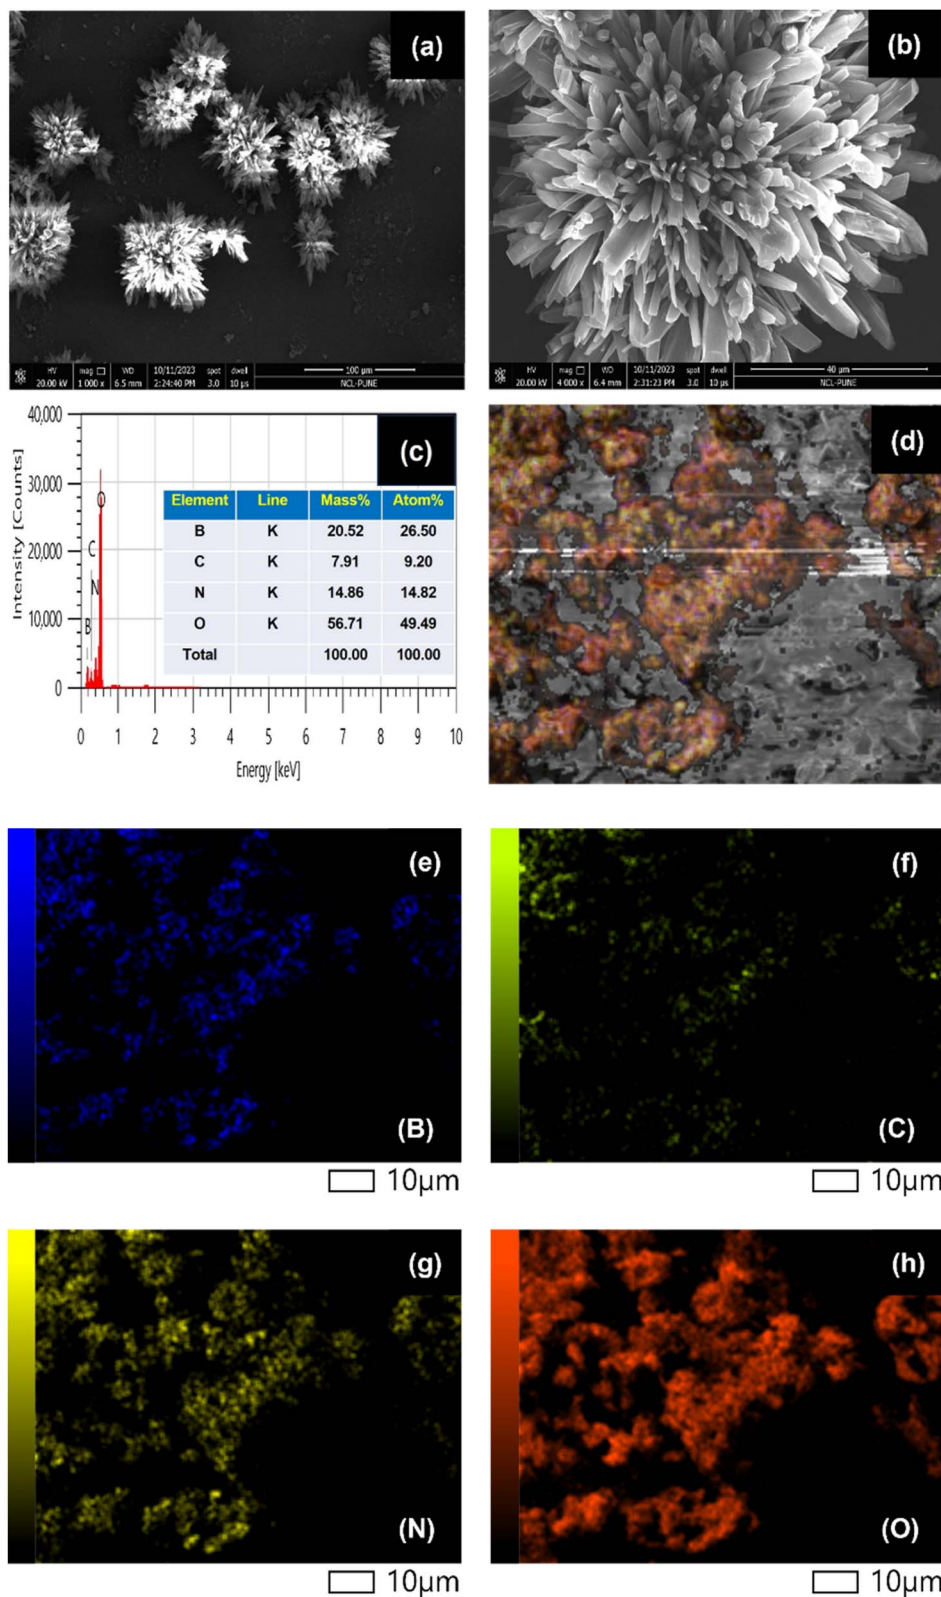 (a)
HV mag □ WD 10/11/2023 spot dwell 100 µm
20.00 kV 1 000 x 6.5 mm 2:24:40 PM 3.0 10 µs NCL-PUNE
(b)
HV mag □ WD 10/11/2023 spot dwell 40 µm
20.00 kV 4 000 x 6.4 mm 2:31:23 PM 3.0 10 µs NCL-PUNE
(c)
Intensity [Counts]
40,000
30,000
20,000
10,000
0
O
C
N
B
Element Line Mass% Atom%
B K 20.52 26.50
C K 7.91 9.20
N K 14.86 14.82
O K 56.71 49.49
Total 100.00 100.00
0 1 2 3 4 5 6 7 8 9 10
Energy [keV]
(d)
(e)
(B)
10µm
(f)
(C)
10µm
(g)
(N)
10µm
(h)
(O)
10µm